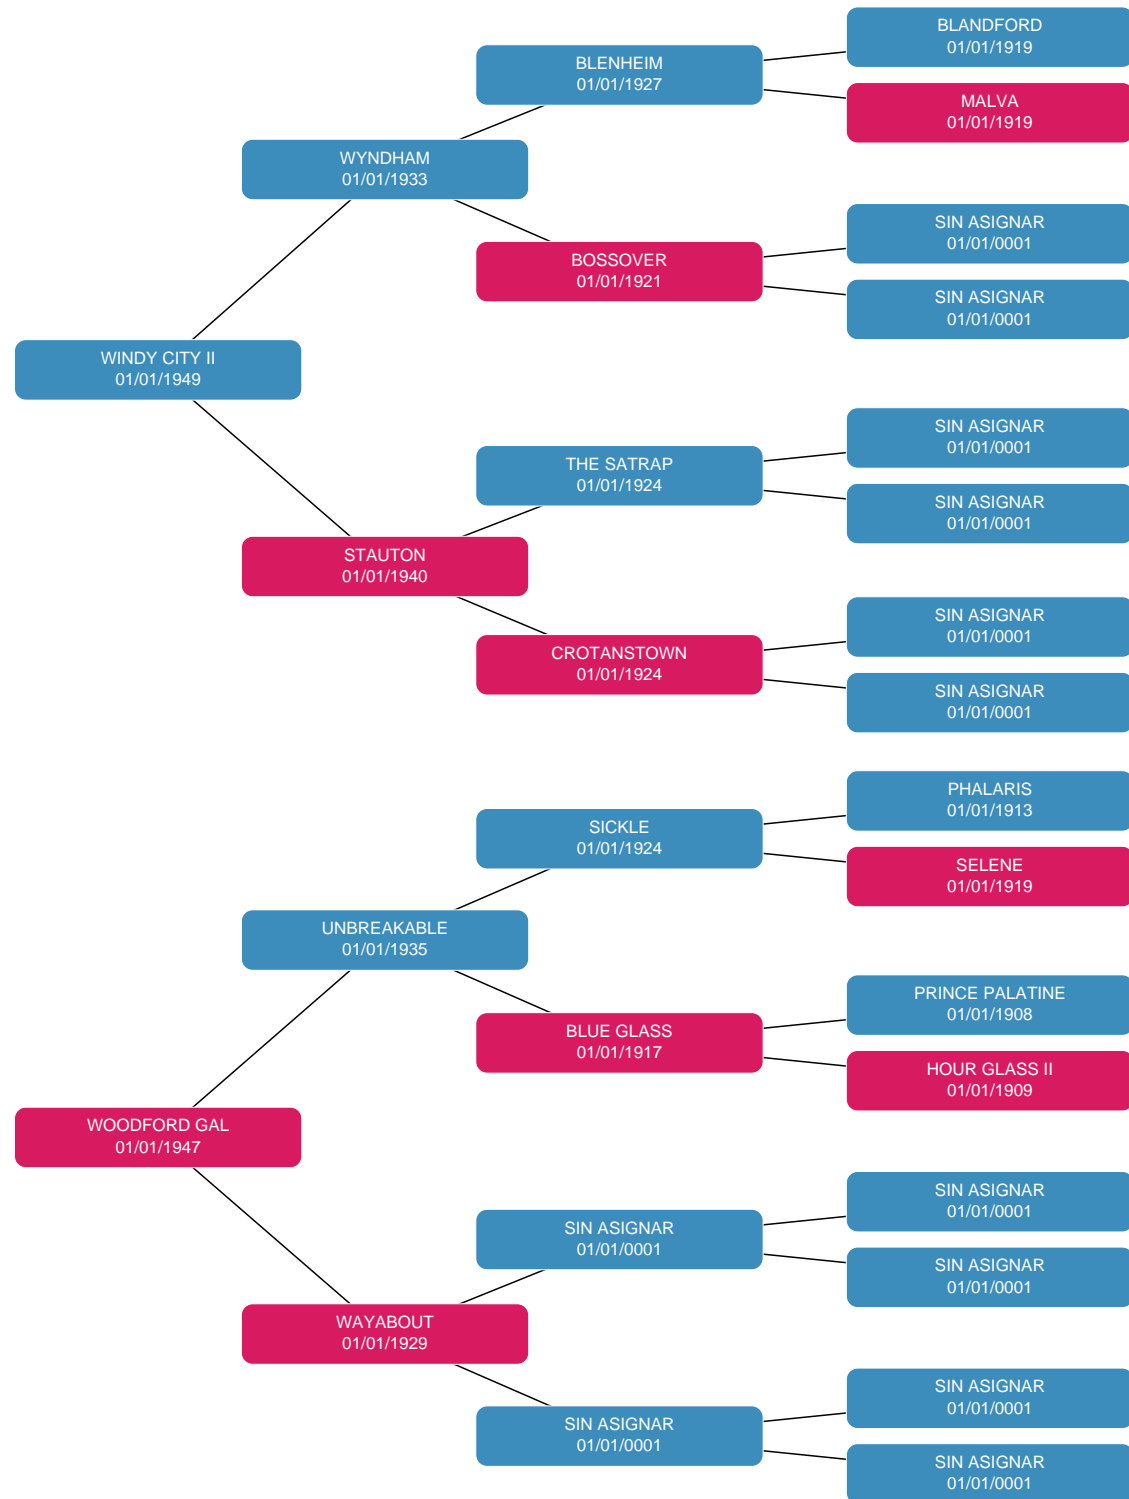 BLANDFORD
01/01/1919
BLENHEIM
01/01/1927
MALVA
01/01/1919
WYNDHAM
01/01/1933
SIN ASIGNAR
01/01/0001
BOSSOVER
01/01/1921
SIN ASIGNAR
01/01/0001
WINDY CITY II
01/01/1949
SIN ASIGNAR
01/01/0001
THE SATRAP
01/01/1924
SIN ASIGNAR
01/01/0001
STAUTON
01/01/1940
SIN ASIGNAR
01/01/0001
CROTANSTOWN
01/01/1924
SIN ASIGNAR
01/01/0001
PHALARIS
01/01/1913
SICKLE
01/01/1924
SELENE
01/01/1919
UNBREAKABLE
01/01/1935
PRINCE PALATINE
01/01/1908
BLUE GLASS
01/01/1917
HOUR GLASS II
01/01/1909
WOODFORD GAL
01/01/1947
SIN ASIGNAR
01/01/0001
SIN ASIGNAR
01/01/0001
SIN ASIGNAR
01/01/0001
WAYABOUT
01/01/1929
SIN ASIGNAR
01/01/0001
SIN ASIGNAR
01/01/0001
SIN ASIGNAR
01/01/0001